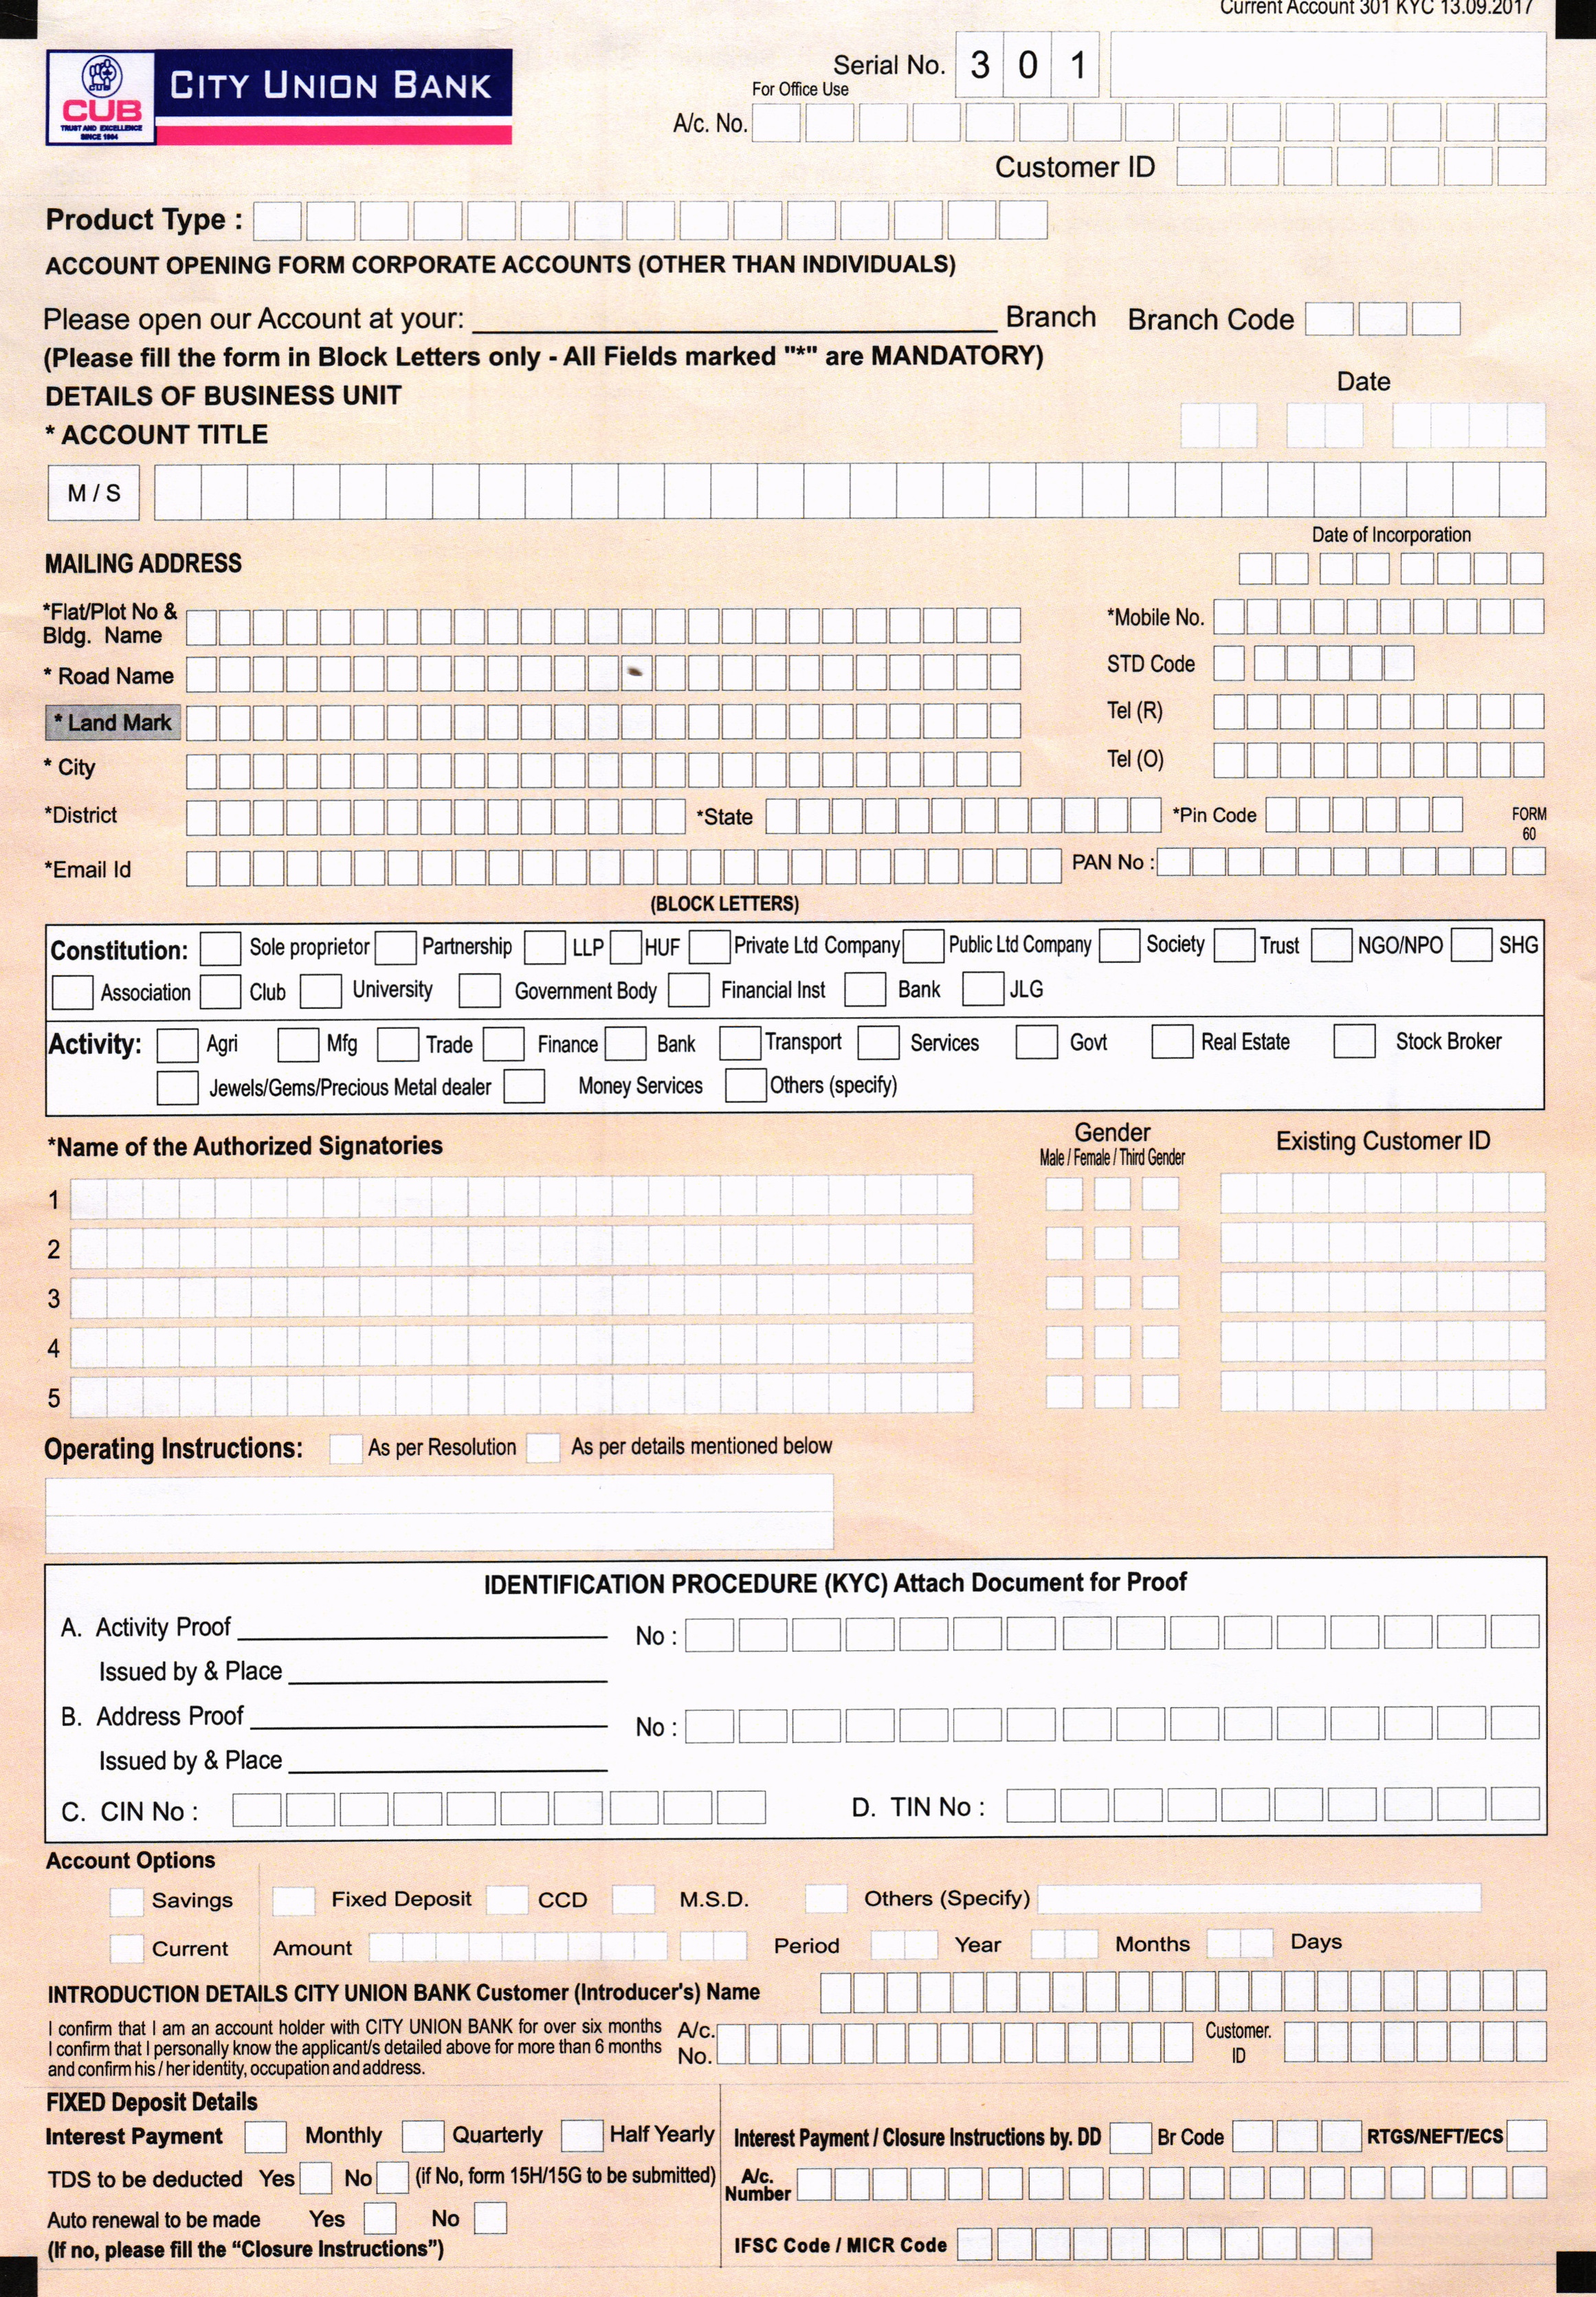 Current Account 301 KYC 13.09.2017
CUB
TRUST AND EXCELLENCE
SINCE 1904
CITY UNION BANK
Serial No. 3 0 1
For Office Use
A/c. No.
Customer ID
Product Type :
ACCOUNT OPENING FORM CORPORATE ACCOUNTS (OTHER THAN INDIVIDUALS)
Please open our Account at your: Branch Branch Code
(Please fill the form in Block Letters only - All Fields marked "*" are MANDATORY)
DETAILS OF BUSINESS UNIT
Date
* ACCOUNT TITLE
M / S
Date of Incorporation
MAILING ADDRESS
*Flat/Plot No &
Bldg. Name
*Mobile No.
* Road Name
STD Code
* Land Mark
Tel (R)
* City
Tel (O)
*District *State *Pin Code FORM
60
*Email Id PAN No :
(BLOCK LETTERS)
Constitution: Sole proprietor Partnership LLP HUF Private Ltd Company Public Ltd Company Society Trust NGO/NPO SHG
Association Club University Government Body Financial Inst Bank JLG
Activity: Agri Mfg Trade Finance Bank Transport Services Govt Real Estate Stock Broker
Jewels/Gems/Precious Metal dealer Money Services Others (specify)
*Name of the Authorized Signatories Gender Existing Customer ID
Male / Female / Third Gender
1
2
3
4
5
Operating Instructions: As per Resolution As per details mentioned below
IDENTIFICATION PROCEDURE (KYC) Attach Document for Proof
A. Activity Proof No :
Issued by & Place
B. Address Proof No :
Issued by & Place
C. CIN No : D. TIN No :
Account Options
Savings Fixed Deposit CCD M.S.D. Others (Specify)
Current Amount Period Year Months Days
INTRODUCTION DETAILS CITY UNION BANK Customer (Introducer's) Name
I confirm that I am an account holder with CITY UNION BANK for over six months
I confirm that I personally know the applicant/s detailed above for more than 6 months
and confirm his / her identity, occupation and address.
A/c.
No.
Customer.
ID
FIXED Deposit Details
Interest Payment Monthly Quarterly Half Yearly
TDS to be deducted Yes No (if No, form 15H/15G to be submitted)
Auto renewal to be made Yes No
(If no, please fill the “Closure Instructions”)
Interest Payment / Closure Instructions by. DD Br Code RTGS/NEFT/ECS
A/c.
Number
IFSC Code / MICR Code